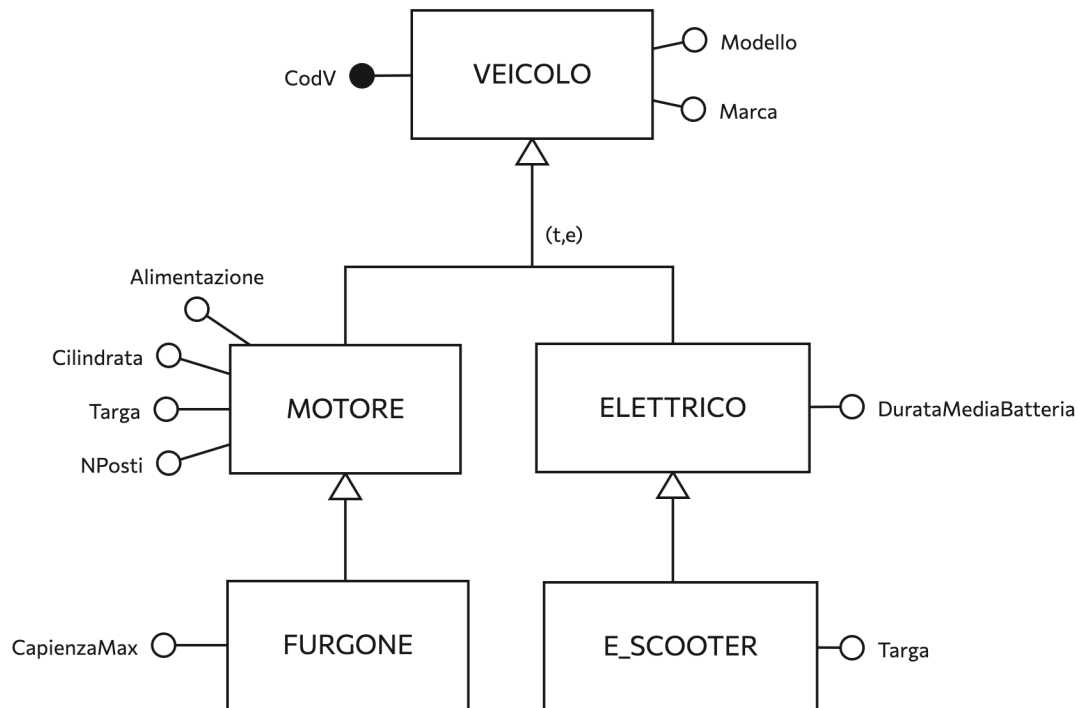 Modello
CodV
VEICOLO
Marca
(t,e)
Alimentazione
Cilindrata
Targa
MOTORE
ELETTRICO
DurataMediaBatteria
NPosti
CapienzaMax
FURGONE
E_SCOOTER
Targa